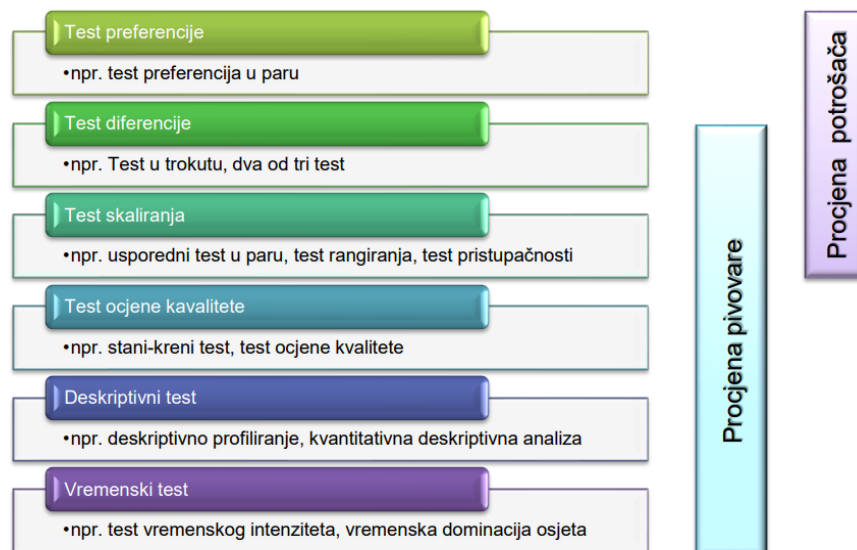 Test preferencije
•npr. test preferencija u paru
Test diferencije
•npr. Test u trokutu, dva od tri test
Test skaliranja
•npr. usporedni test u paru, test rangiranja, test pristupačnosti
Test ocjene kavalitete
•npr. stani-kreni test, test ocjene kvalitete
Deskriptivni test
•npr. deskriptivno profiliranje, kvantitativna deskriptivna analiza
Vremenski test
•npr. test vremenskog intenziteta, vremenska dominacija osjeta
Procjena pivovare
Procjena potrošača